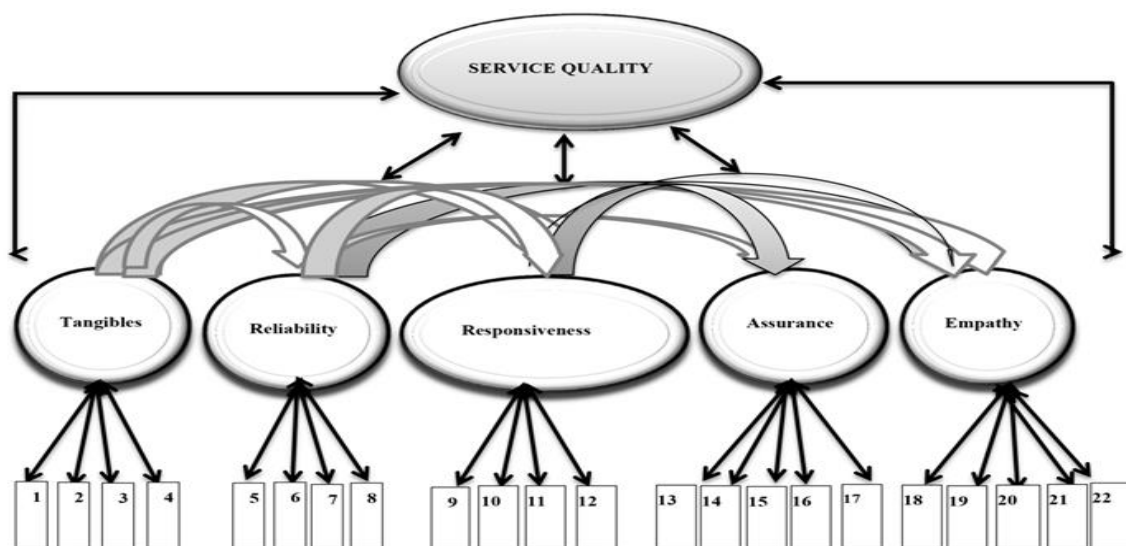 SERVICE QUALITY
Tangibles
Reliability
Responsiveness
Assurance
Empathy
1 2 3 4 5 6 7 8 9 10 11 12 13 14 15 16 17 18 19 20 21 22